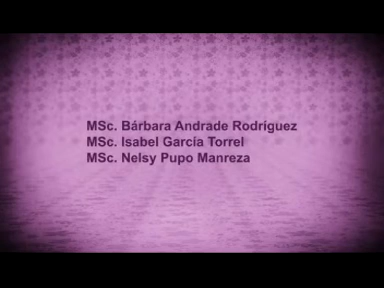 MSc. Bárbara Andrade Rodríguez
MSc. Isabel García Torrel
MSc. Nelsy Pupo Manreza